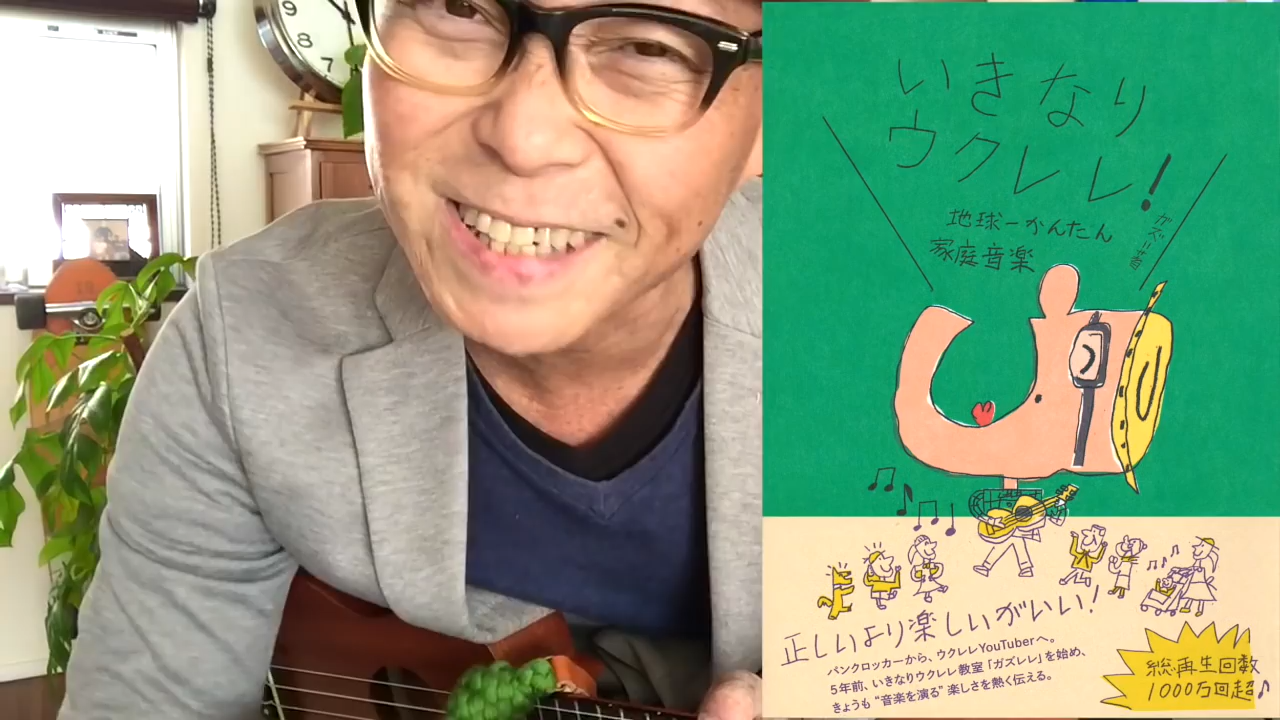 9
8
7
いきなり
ウクレレ!
地球一かんたん
家庭音楽
ガズ
著
正しいより楽しいがいい!
パンクロッカーから、ウクレレYouTuberへ。
5年前、いきなりウクレレ教室「ガズレレ」を始め、
きょうも“音楽を演る”楽しさを熱く伝える。
総再生回数
1000万回超